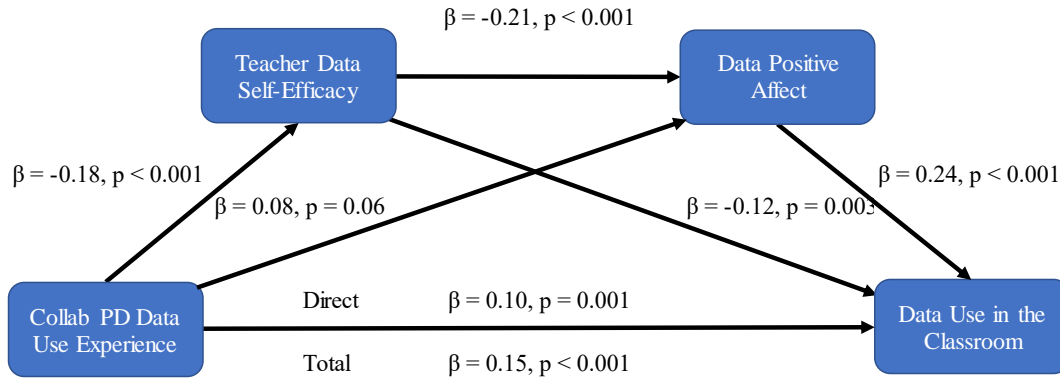 β = -0.21, p < 0.001
Teacher Data
Self-Efficacy
Data Positive
Affect
β = -0.18, p < 0.001
β = 0.24, p < 0.001
β = 0.08, p = 0.06
β = -0.12, p = 0.003
Collab PD Data
Use Experience
Direct β = 0.10, p = 0.001
Total β = 0.15, p < 0.001
Data Use in the
Classroom